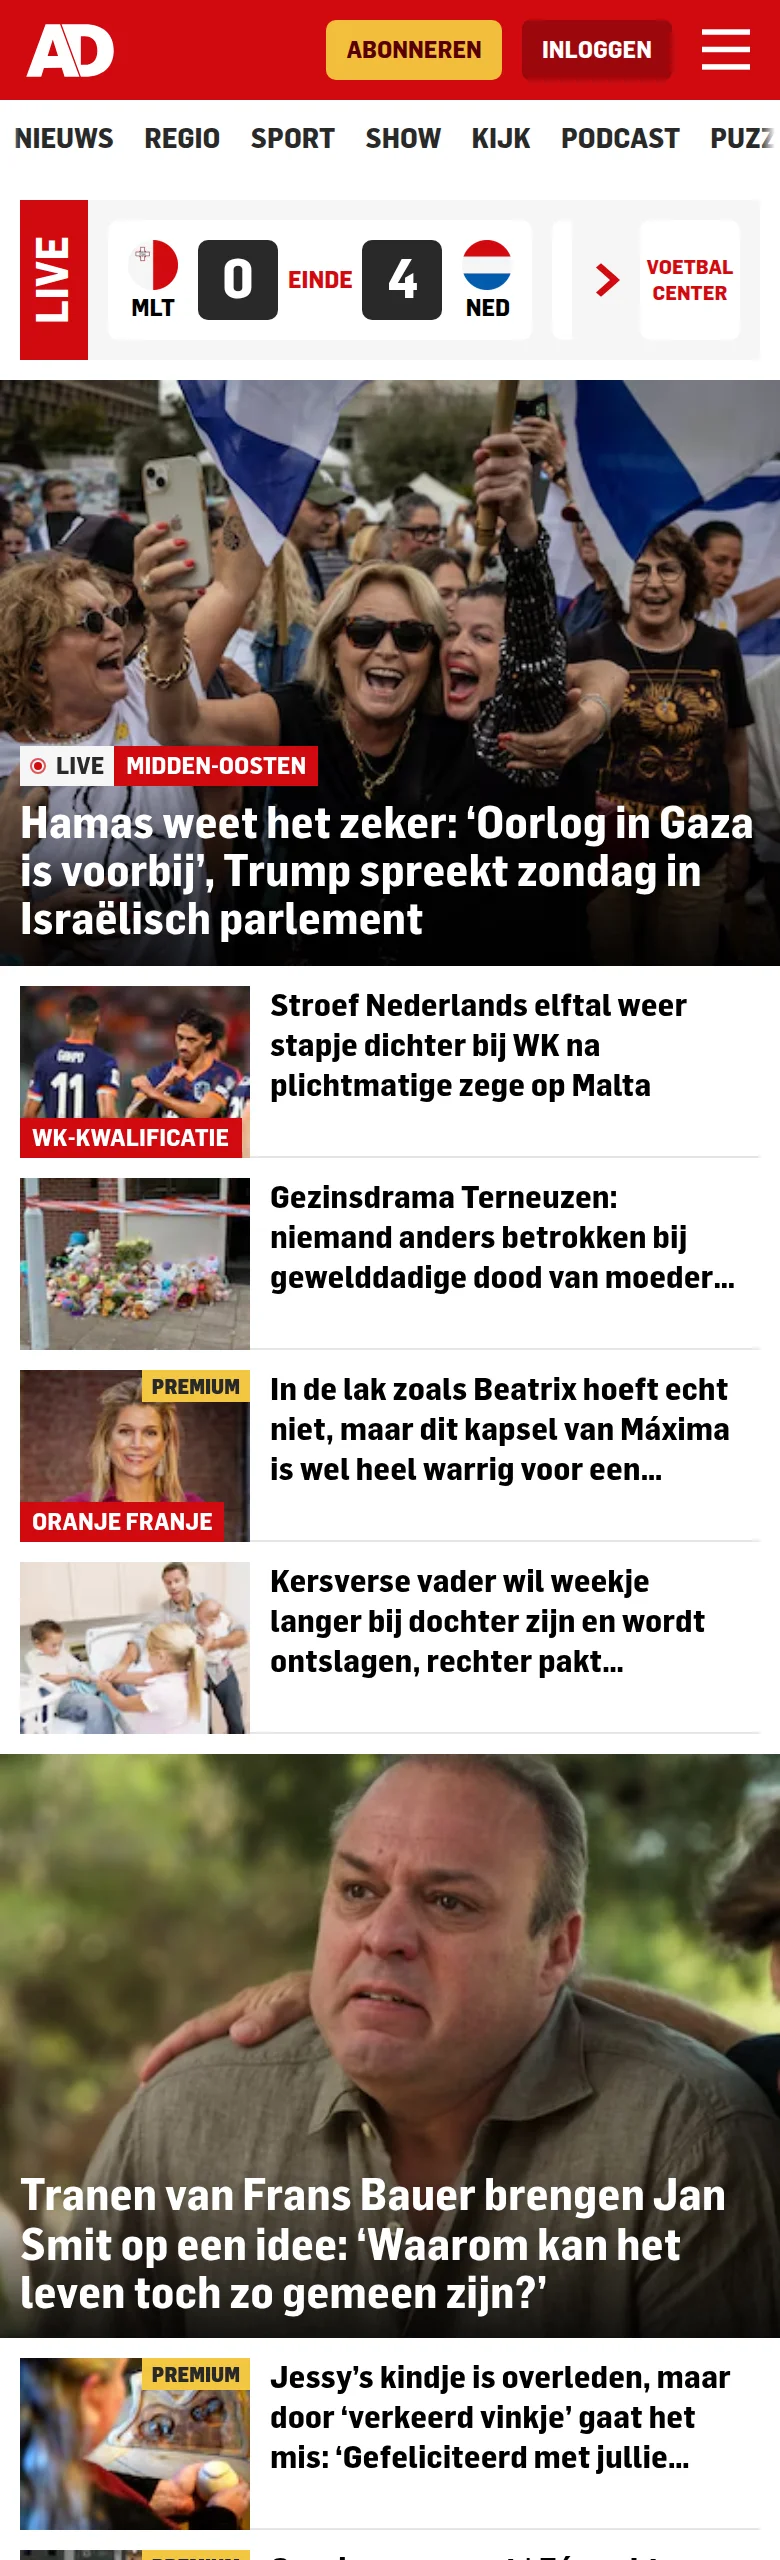 AD
ABONNEREN
INLOGGEN
NIEUWS REGIO SPORT SHOW KIJK PODCAST PUZZ
LIVE
MLT
0
EINDE
4
NED
VOETBAL
CENTER
LIVE MIDDEN-OOSTEN
Hamas weet het zeker: ‘Oorlog in Gaza
is voorbij’, Trump spreekt zondag in
Israëlisch parlement
GAKPO
11
WK-KWALIFICATIE
Stroef Nederlands elftal weer
stapje dichter bij WK na
plichtmatige zege op Malta
Gezinsdrama Terneuzen:
niemand anders betrokken bij
gewelddadige dood van moeder...
PREMIUM
ORANJE FRANJE
In de lak zoals Beatrix hoeft echt
niet, maar dit kapsel van Máxima
is wel heel warrig voor een...
Kersverse vader wil weekje
langer bij dochter zijn en wordt
ontslagen, rechter pakt...
Tranen van Frans Bauer brengen Jan
Smit op een idee: ‘Waarom kan het
leven toch zo gemeen zijn?’
PREMIUM
Jessy’s kindje is overleden, maar
door ‘verkeerd vinkje’ gaat het
mis: ‘Gefeliciteerd met jullie...